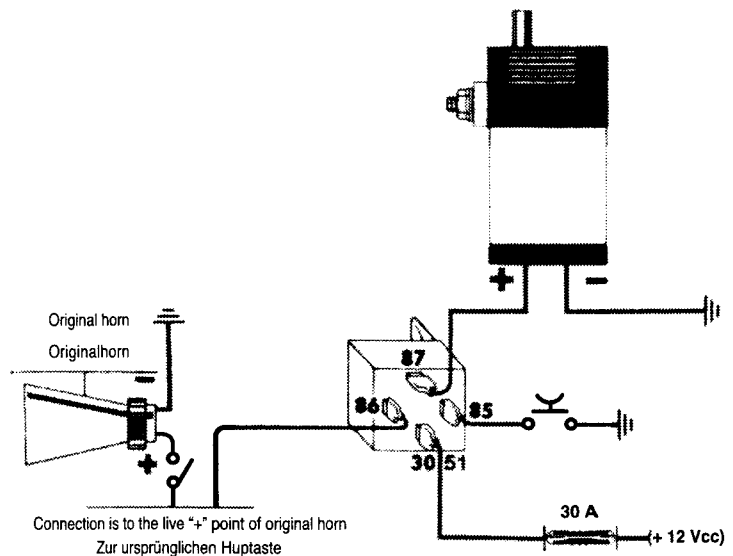 + −
Original horn
Originalhorn
−
+
87
86
85
30/51
30 A
(+ 12 Vcc)
Connection is to the live "+" point of original horn
Zur ursprünglichen Huptaste